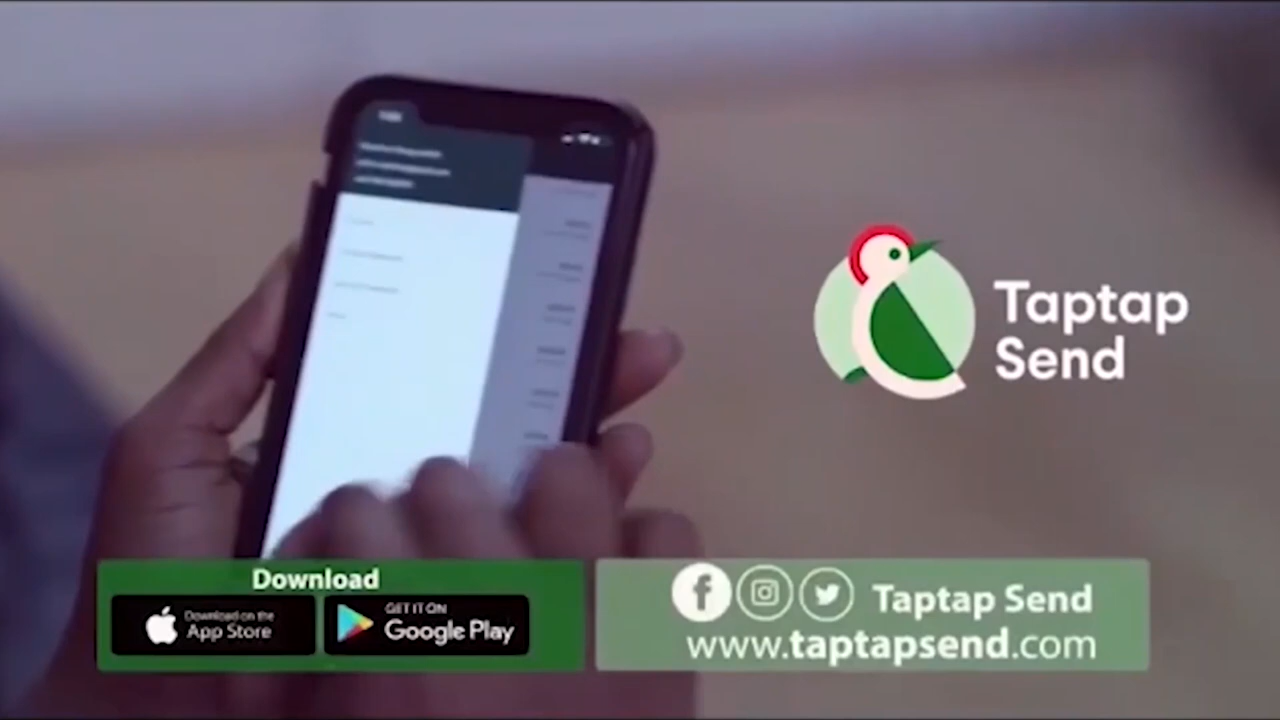 Taptap
Send
Download
Download on the
App Store
GET IT ON
Google Play
Taptap Send
www.taptapsend.com